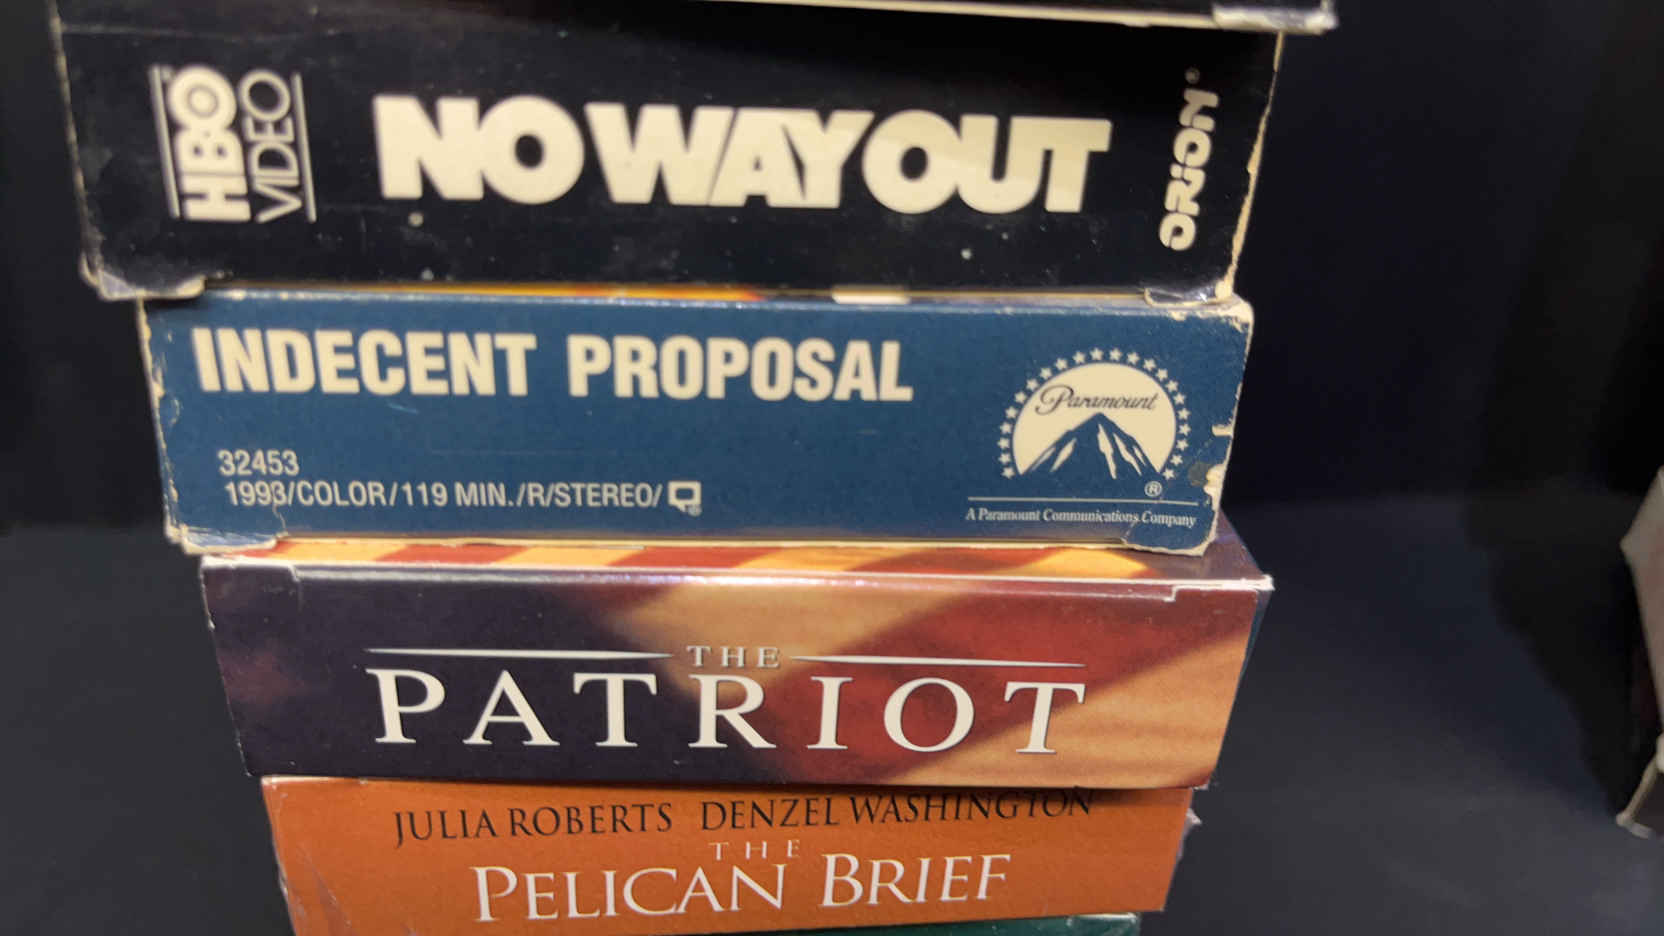 HBO
VIDEO
NO WAY OUT
ORION®
INDECENT PROPOSAL
32453
1993/COLOR/119 MIN./R/STEREO/
Paramount
®
A Paramount Communications Company
THE
PATRIOT
JULIA ROBERTS DENZEL WASHINGTON
THE
PELICAN BRIEF